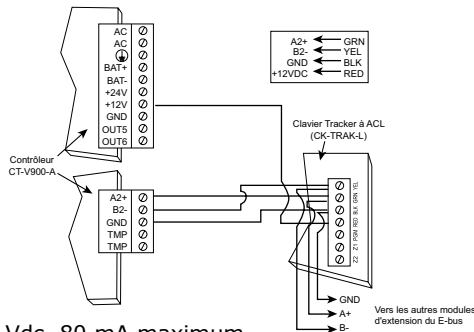 AC
AC
BAT+
BAT-
+24V
+12V
GND
OUT5
OUT6
A2+ GRN
B2- YEL
GND BLK
+12VDC RED
Clavier Tracker à ACL
(CK-TRAK-L)
Contrôleur
CT-V900-A
A2+
B2-
GND
TMP
TMP
YEL
GRN
BLK
RED
PGM
Z1
Z2
GND
A+
B-
Vers les autres modules
d'extension du E-bus
Vdc, 80 mA maximum